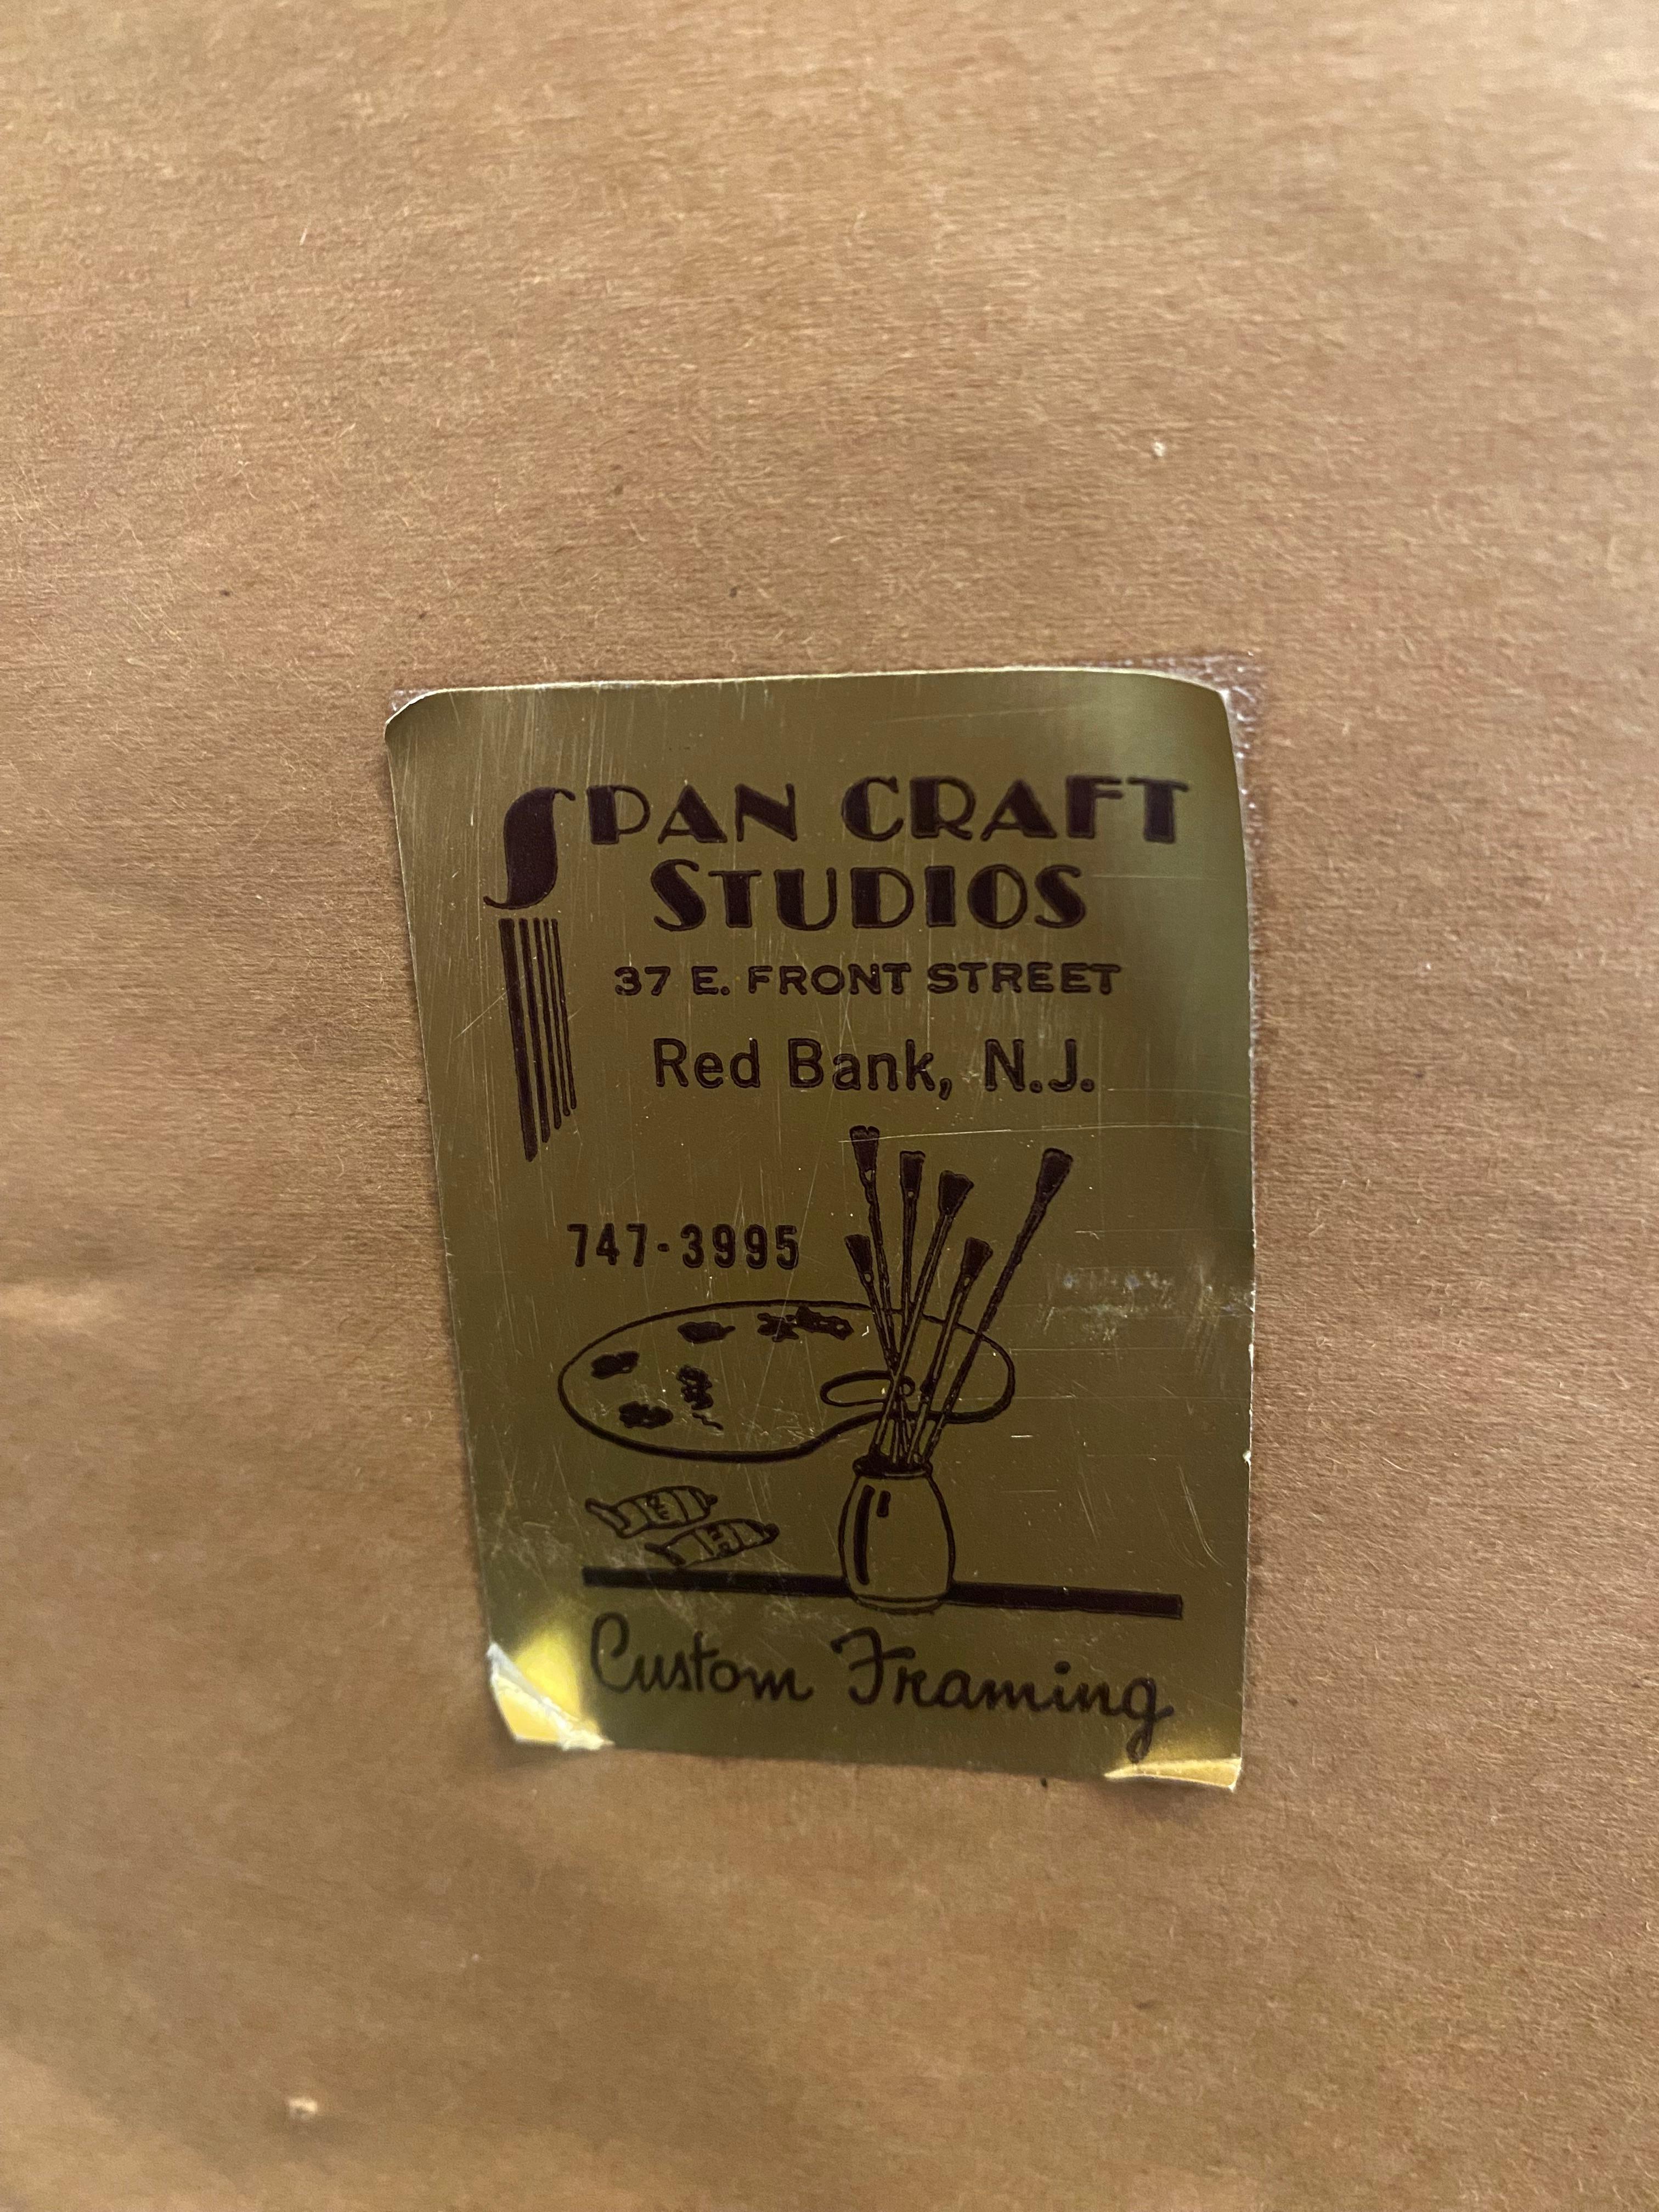 SPAN CRAFT
STUDIOS
37 E. FRONT STREET
Red Bank, N.J.
747-3995
Custom Framing